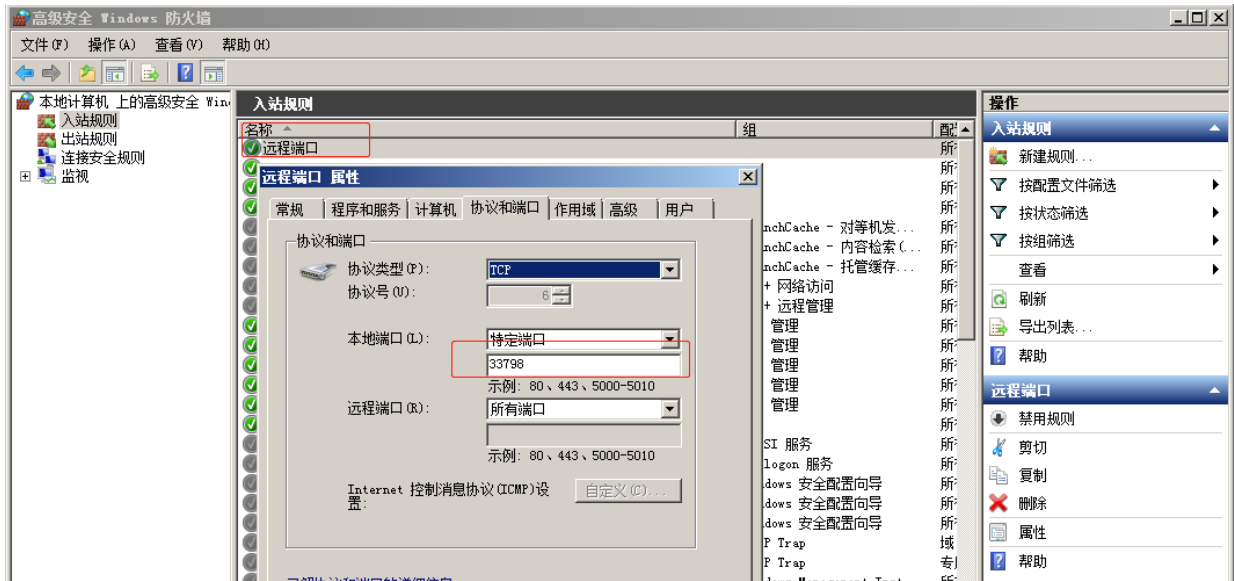 高级安全 Windows 防火墙
文件(F) 操作(A) 查看(V) 帮助(H)
本地计算机 上的高级安全 Win
入站规则
出站规则
连接安全规则
监视
入站规则
名称 组
远程端口
远程端口 属性
常规 程序和服务 计算机 协议和端口 作用域 高级 用户
协议和端口
协议类型(P): TCP
协议号(U): 6
本地端口(L): 特定端口
33798
示例: 80、443、5000-5010
远程端口(R): 所有端口
示例: 80、443、5000-5010
Internet 控制消息协议(ICMP)设置: 自定义(C)...
nchCache - 对等机发...
nchCache - 内容检索(...
nchCache - 托管缓存...
+ 网络访问
+ 远程管理
管理
管理
管理
管理
管理
SI 服务
logon 服务
dows 安全配置向导
dows 安全配置向导
dows 安全配置向导
P Trap 域
P Trap
操作
入站规则
新建规则...
按配置文件筛选
按状态筛选
按组筛选
查看
刷新
导出列表...
帮助
远程端口
禁用规则
剪切
复制
删除
属性
帮助